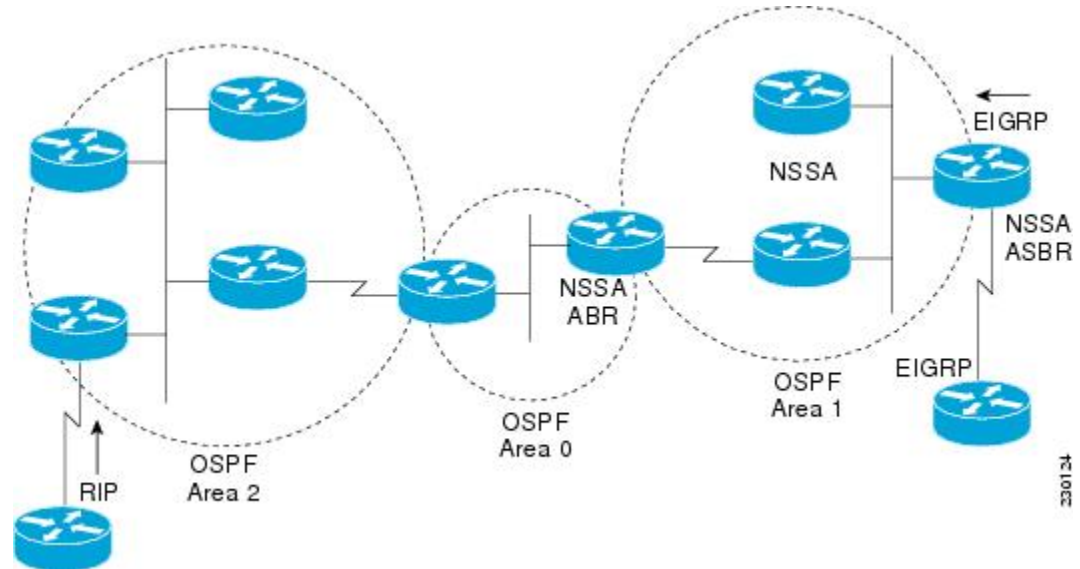 EIGRP
NSSA
NSSA
ASBR
NSSA
ABR
EIGRP
OSPF
Area 1
OSPF
Area 0
OSPF
Area 2
RIP
230124